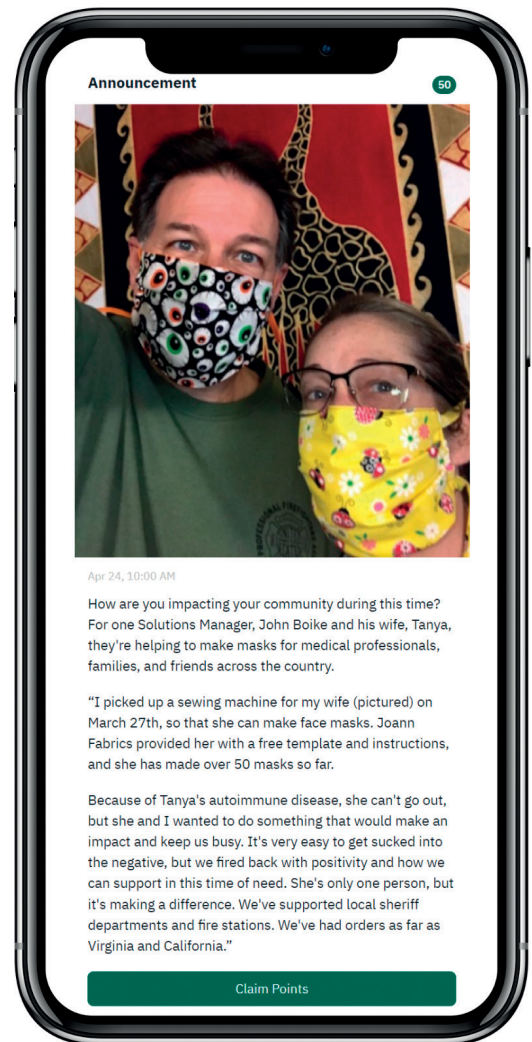 Announcement
50
PROFESSIONAL FIREFIGHTERS
Apr 24, 10:00 AM
How are you impacting your community during this time?
For one Solutions Manager, John Boike and his wife, Tanya,
they're helping to make masks for medical professionals,
families, and friends across the country.
“I picked up a sewing machine for my wife (pictured) on
March 27th, so that she can make face masks. Joann
Fabrics provided her with a free template and instructions,
and she has made over 50 masks so far.
Because of Tanya's autoimmune disease, she can't go out,
but she and I wanted to do something that would make an
impact and keep us busy. It's very easy to get sucked into
the negative, but we fired back with positivity and how we
can support in this time of need. She's only one person, but
it's making a difference. We've supported local sheriff
departments and fire stations. We've had orders as far as
Virginia and California.”
Claim Points